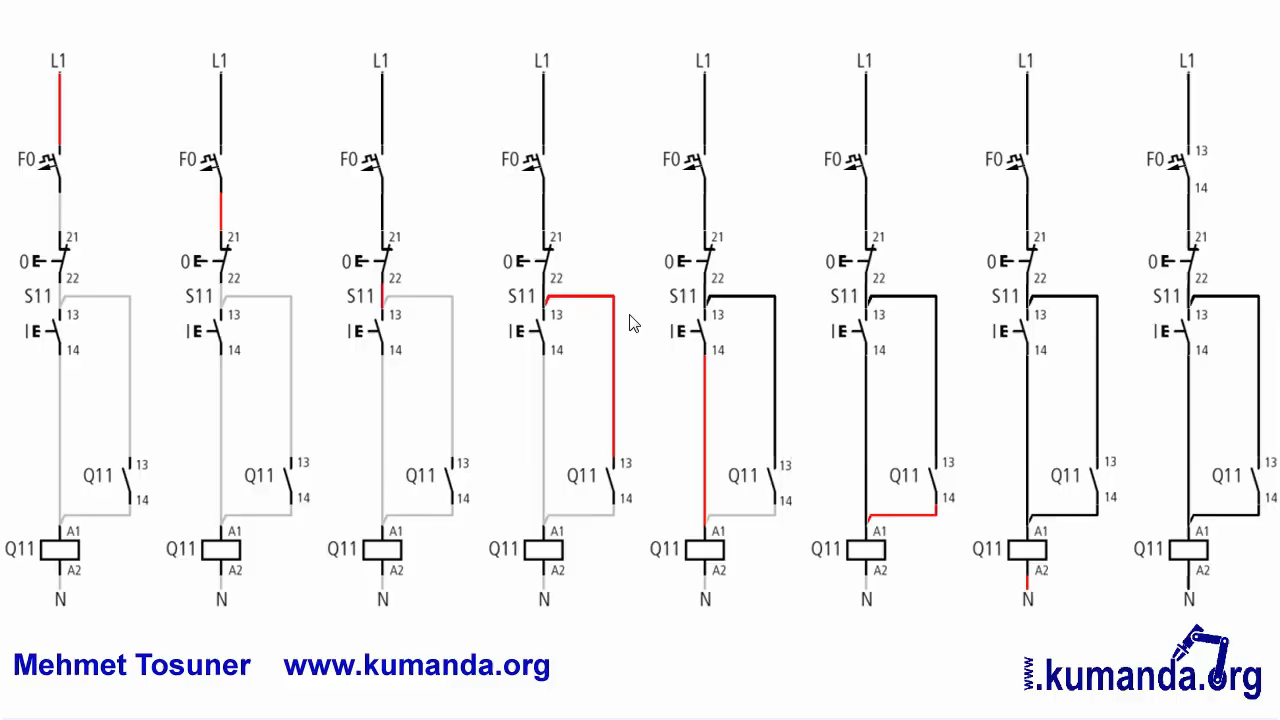 L1 L1 L1 L1 L1 L1 L1 L1
13
F0 F0 F0 F0 F0 F0 F0 F0
14
21 21 21 21 21 21 21 21
0 0 0 0 0 0 0 0
22 22 22 22 22 22 22 22
S11 S11 S11 S11 S11 S11 S11 S11
13 13 13 13 13 13 13 13
I I I I I I I I
14 14 14 14 14 14 14 14
13 13 13 13 13 13 13 13
Q11 Q11 Q11 Q11 Q11 Q11 Q11 Q11
14 14 14 14 14 14 14 14
A1 A1 A1 A1 A1 A1 A1 A1
Q11 Q11 Q11 Q11 Q11 Q11 Q11 Q11
A2 A2 A2 A2 A2 A2 A2 A2
N N N N N N N N
Mehmet Tosuner www.kumanda.org
www.kumanda.org